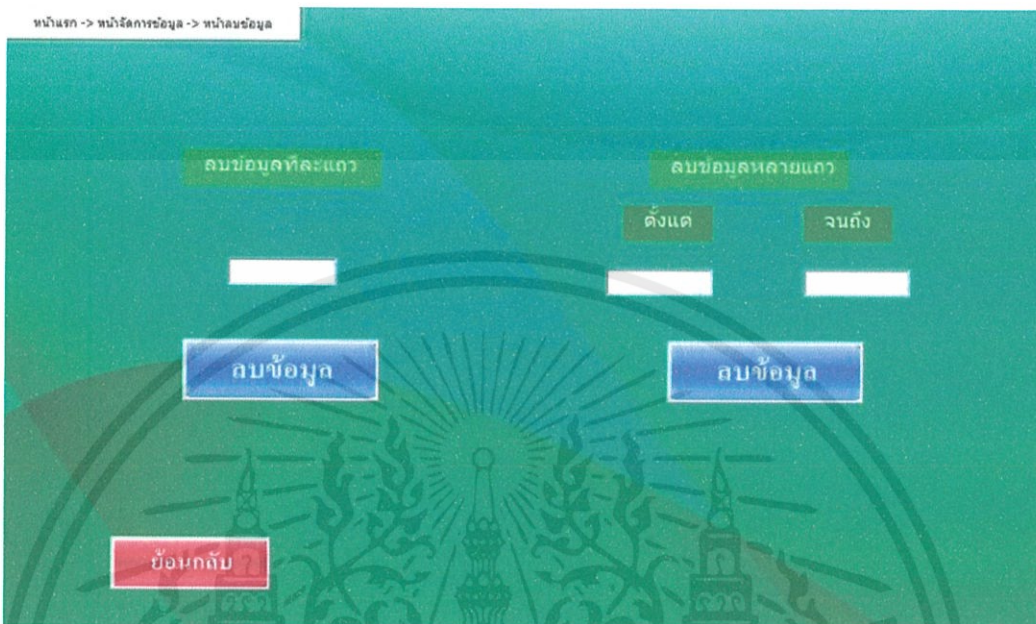 หน้าแรก -> หน้าจัดการข้อมูล -> หน้าลบข้อมูล
ลบข้อมูลทีละแถว
ลบข้อมูลหลายแถว
ตั้งแต่
จนถึง
ลบข้อมูล
ลบข้อมูล
ย้อนกลับ